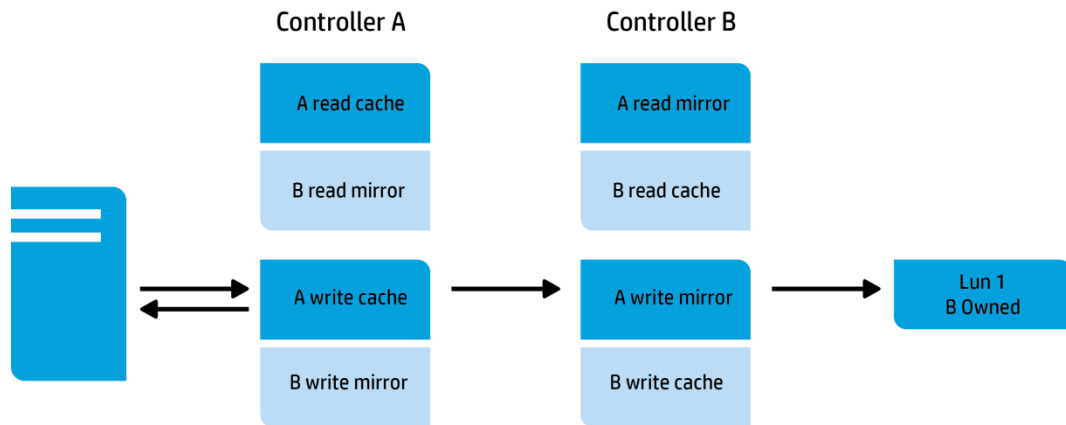 Controller A
Controller B
A read cache
A read mirror
B read mirror
B read cache
A write cache
A write mirror
Lun 1
B Owned
B write mirror
B write cache